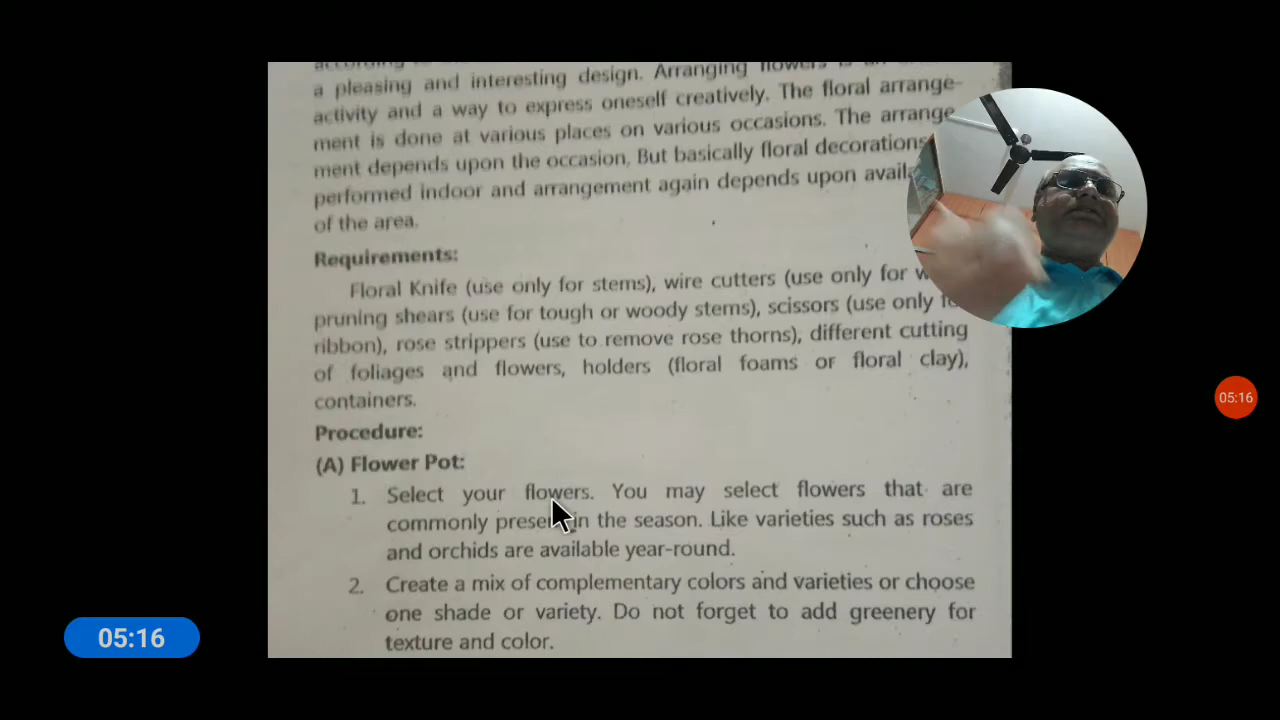 a pleasing and interesting design. Arranging flowers is an
activity and a way to express oneself creatively. The floral arrange-
ment is done at various places on various occasions. The arrange
ment depends upon the occasion. But basically floral decorations
performed indoor and arrangement again depends upon availa
of the area.
Requirements:
Floral Knife (use only for stems), wire cutters (use only for w
pruning shears (use for tough or woody stems), scissors (use only
ribbon), rose strippers (use to remove rose thorns), different cutting
of foliages and flowers, holders (floral foams or floral clay),
containers.
Procedure:
(A) Flower Pot:
1. Select your flowers. You may select flowers that are
commonly present in the season. Like varieties such as roses
and orchids are available year-round.
2. Create a mix of complementary colors and varieties or choose
one shade or variety. Do not forget to add greenery for
texture and color.
05:16
05:16